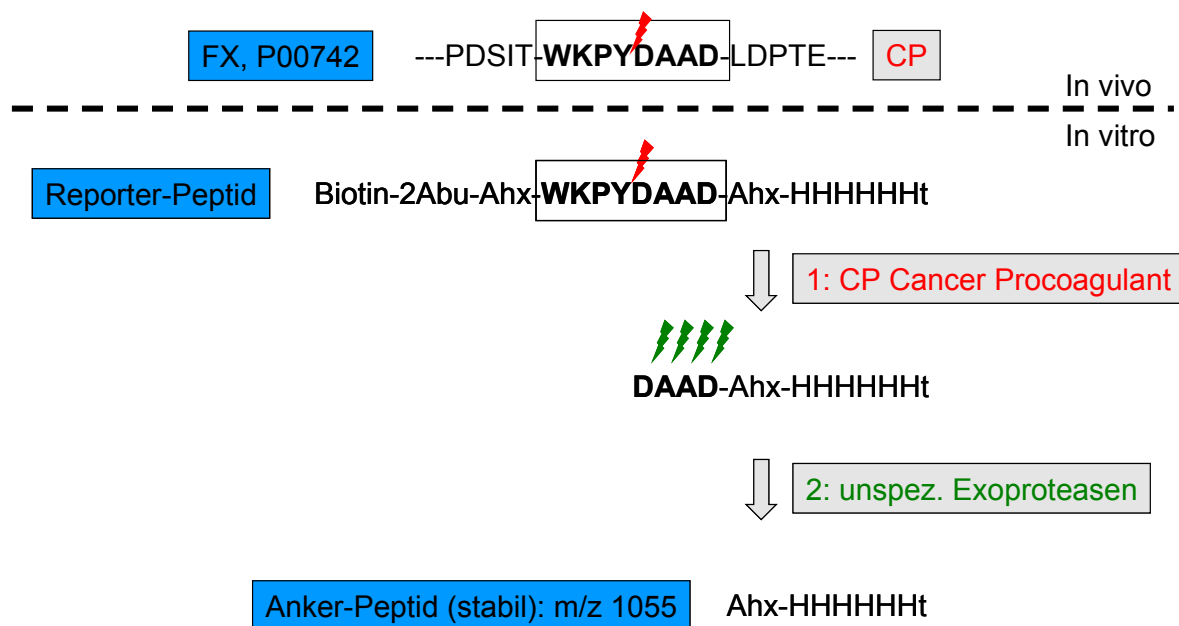 FX, P00742 ---PDSIT-WKPYDAAD-LDPTE--- CP
In vivo
In vitro
Reporter-Peptid Biotin-2Abu-Ahx-WKPYDAAD-Ahx-HHHHHHt
1: CP Cancer Procoagulant
DAAD-Ahx-HHHHHHt
2: unspez. Exoproteasen
Anker-Peptid (stabil): m/z 1055 Ahx-HHHHHHt